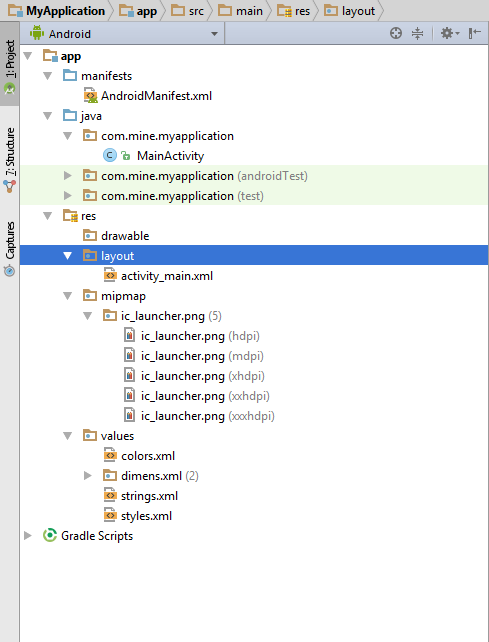 MyApplication app src main res layout
Android
1: Project
7: Structure
Captures
app
manifests
AndroidManifest.xml
java
com.mine.myapplication
MainActivity
com.mine.myapplication (androidTest)
com.mine.myapplication (test)
res
drawable
layout
activity_main.xml
mipmap
ic_launcher.png (5)
ic_launcher.png (hdpi)
ic_launcher.png (mdpi)
ic_launcher.png (xhdpi)
ic_launcher.png (xxhdpi)
ic_launcher.png (xxxhdpi)
values
colors.xml
dimens.xml (2)
strings.xml
styles.xml
Gradle Scripts